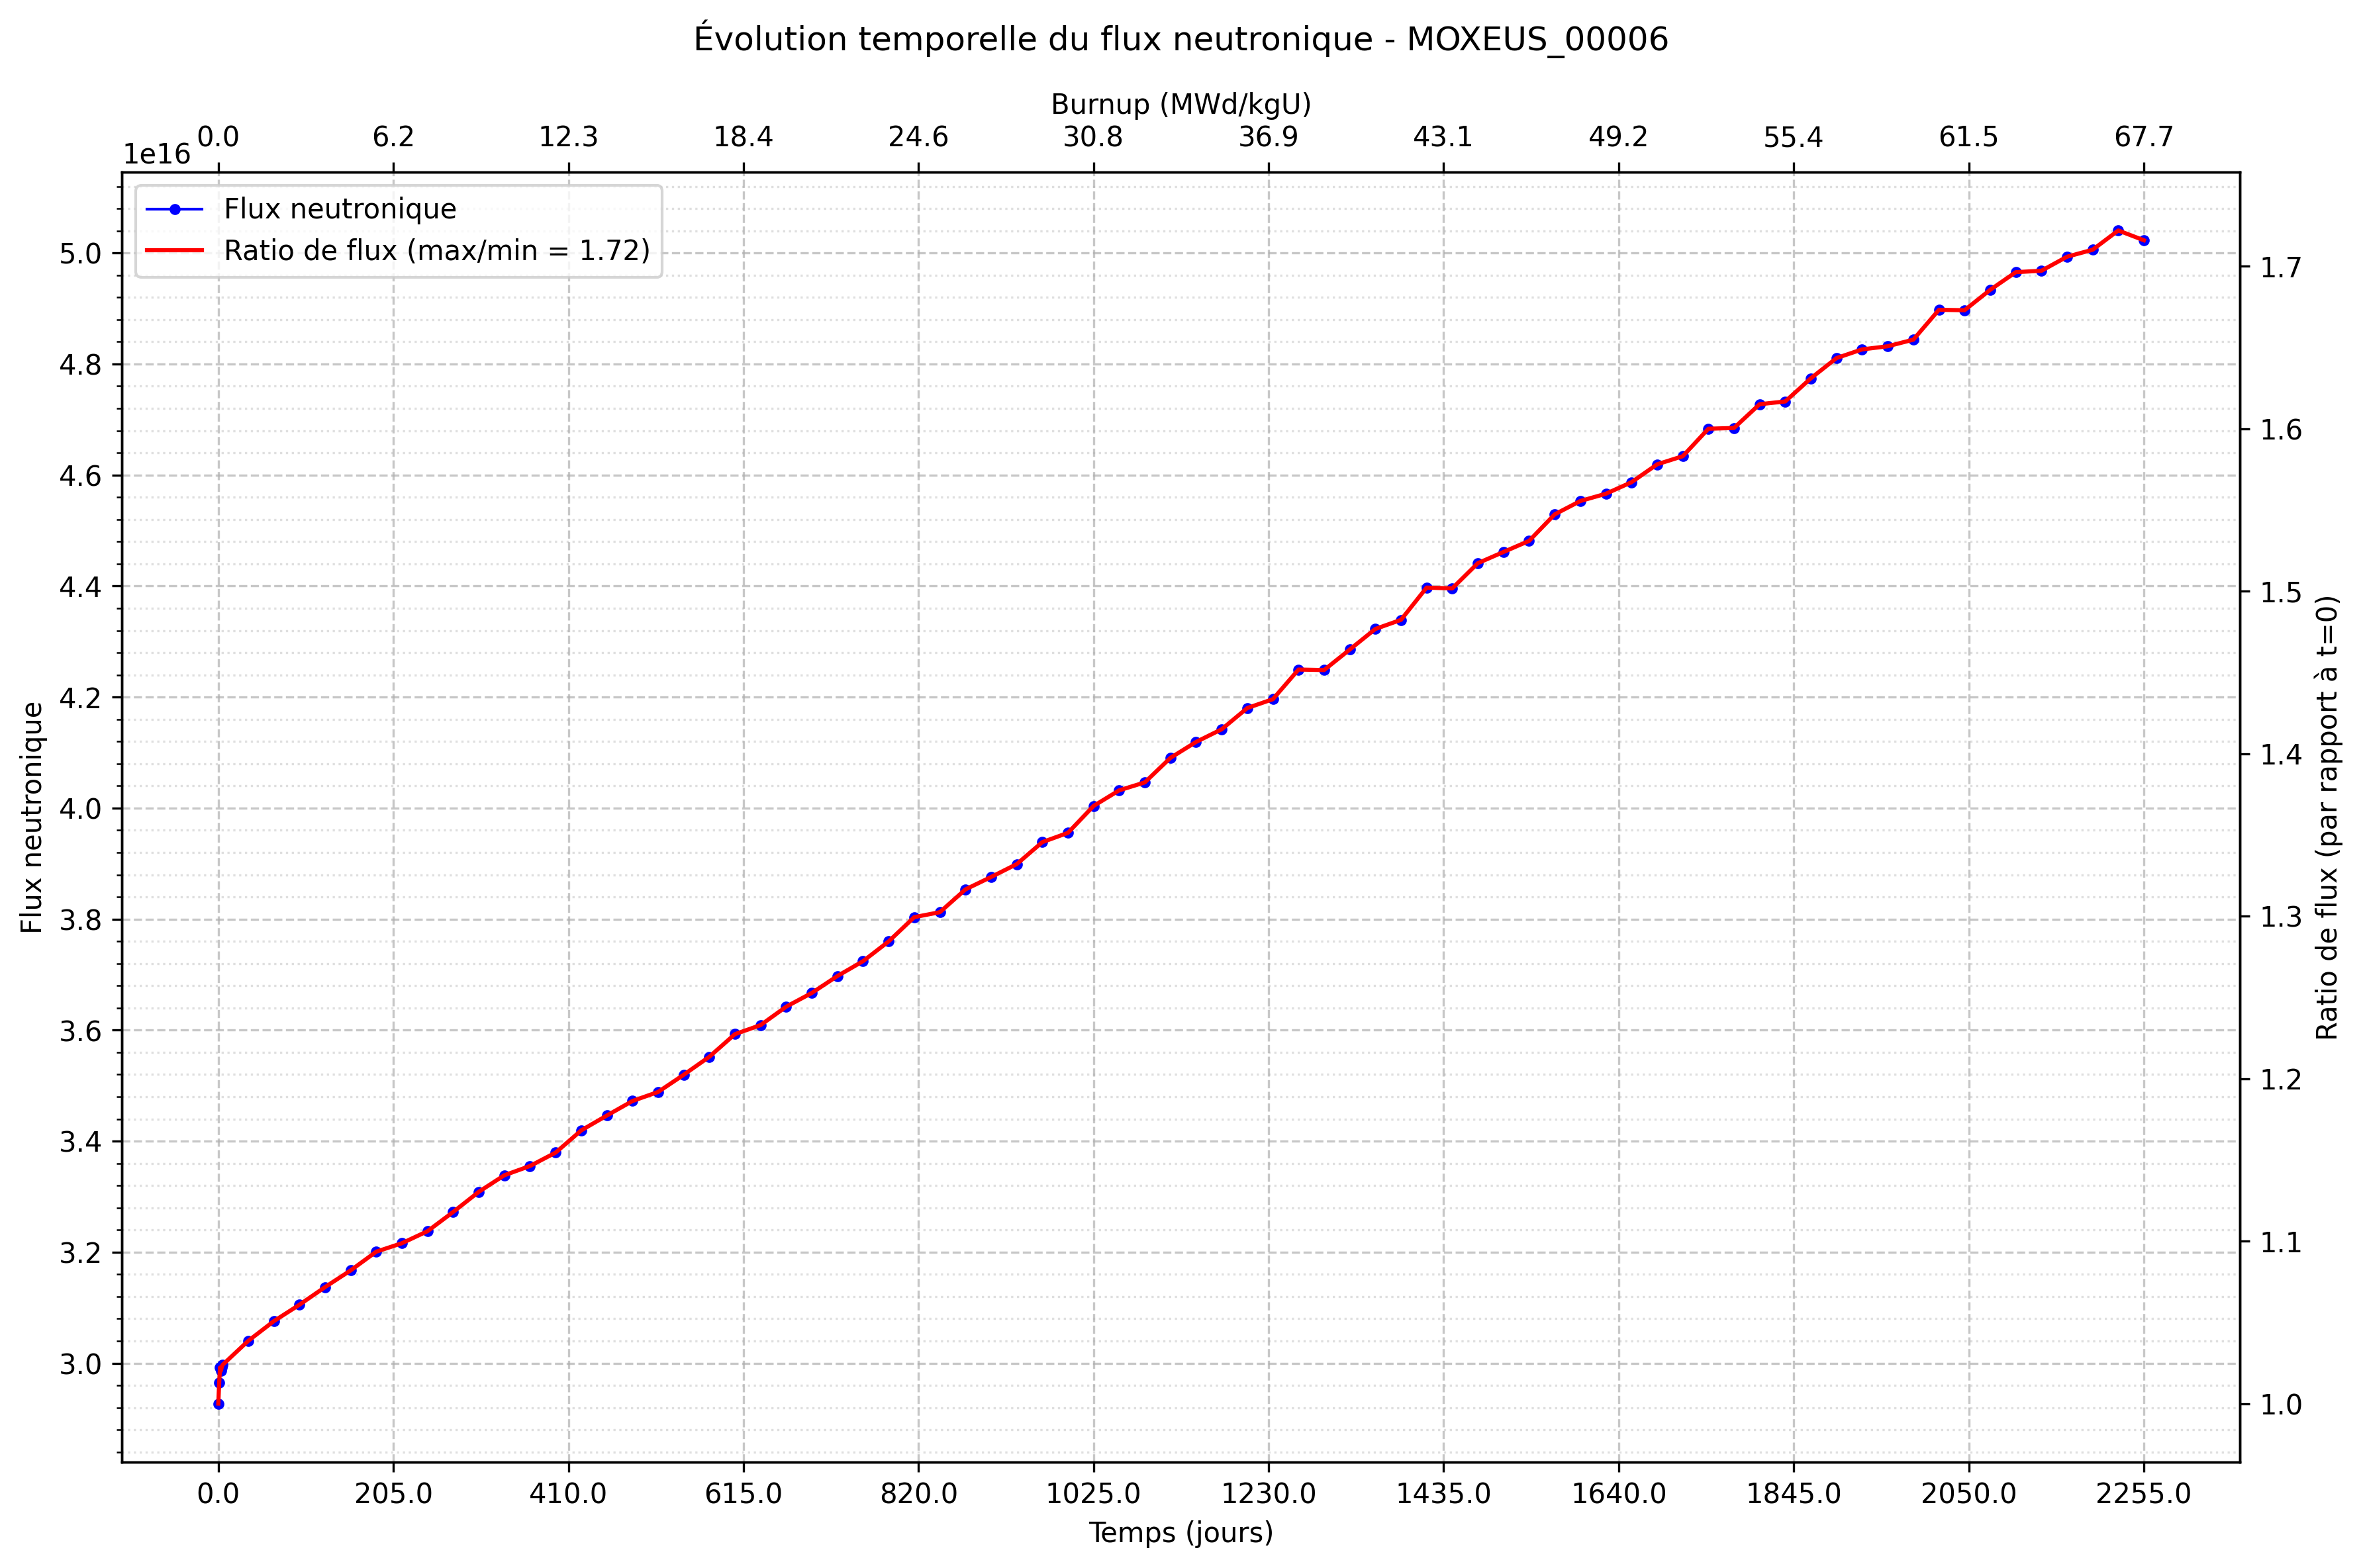 Évolution temporelle du flux neutronique - MOXEUS_00006
Burnup (MWd/kgU)
0.0 6.2 12.3 18.4 24.6 30.8 36.9 43.1 49.2 55.4 61.5 67.7
1e16
Flux neutronique
Ratio de flux (max/min = 1.72)
5.0
4.8
4.6
4.4
4.2
4.0
3.8
3.6
3.4
3.2
3.0
Flux neutronique
1.7
1.6
1.5
1.4
1.3
1.2
1.1
1.0
Ratio de flux (par rapport à t=0)
0.0 205.0 410.0 615.0 820.0 1025.0 1230.0 1435.0 1640.0 1845.0 2050.0 2255.0
Temps (jours)